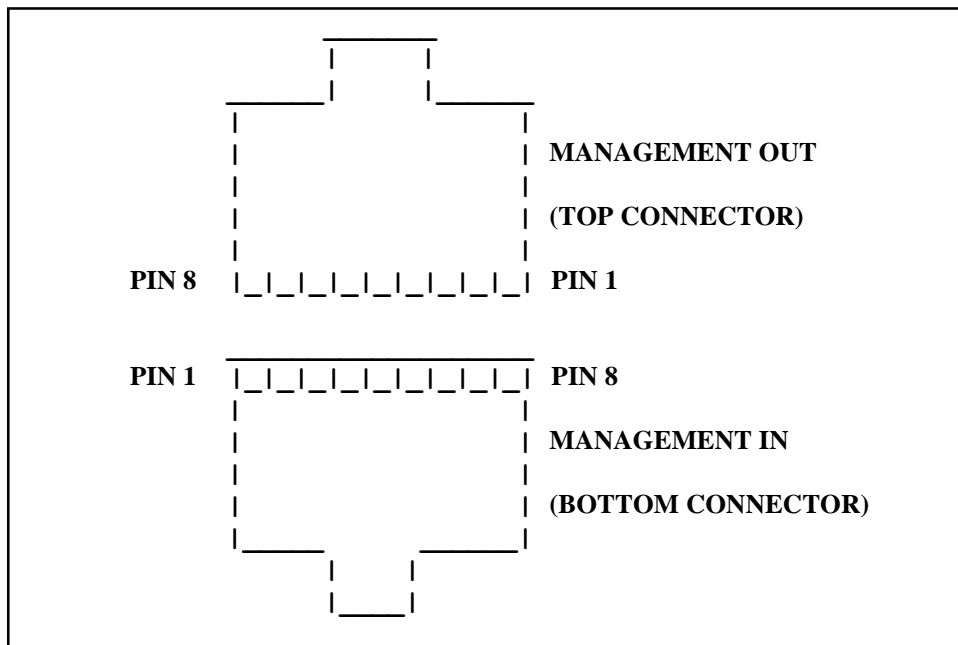 MANAGEMENT OUT
(TOP CONNECTOR)
PIN 8 PIN 1
PIN 1 PIN 8
MANAGEMENT IN
(BOTTOM CONNECTOR)